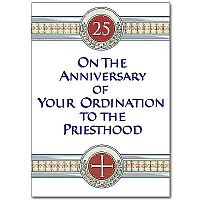 25
On the
Anniversary
of
Your Ordination
to the
Priesthood